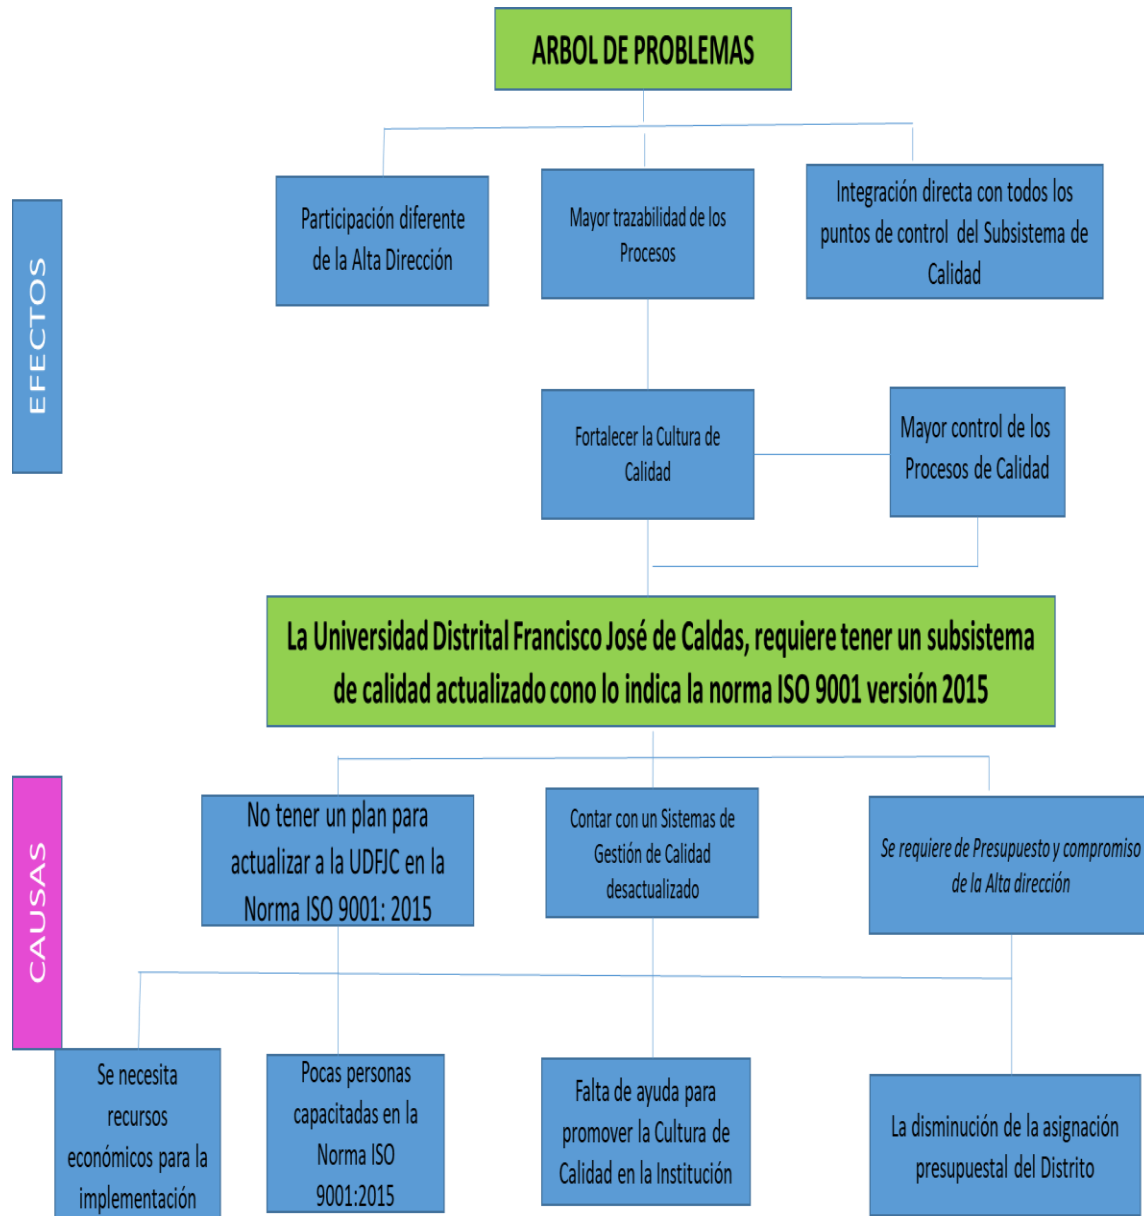 ARBOL DE PROBLEMAS
EFECTOS
Participación diferente
de la Alta Dirección
Mayor trazabilidad de los
Procesos
Integración directa con todos los
puntos de control del Subsistema de
Calidad
Fortalecer la Cultura de
Calidad
Mayor control de los
Procesos de Calidad
La Universidad Distrital Francisco José de Caldas, requiere tener un subsistema
de calidad actualizado cono lo indica la norma ISO 9001 versión 2015
CAUSAS
No tener un plan para
actualizar a la UDFJC en la
Norma ISO 9001: 2015
Contar con un Sistemas de
Gestión de Calidad
desactualizado
Se requiere de Presupuesto y compromiso
de la Alta dirección
Se necesita
recursos
económicos para la
implementación
Pocas personas
capacitadas en la
Norma ISO
9001:2015
Falta de ayuda para
promover la Cultura de
Calidad en la Institución
La disminución de la asignación
presupuestal del Distrito